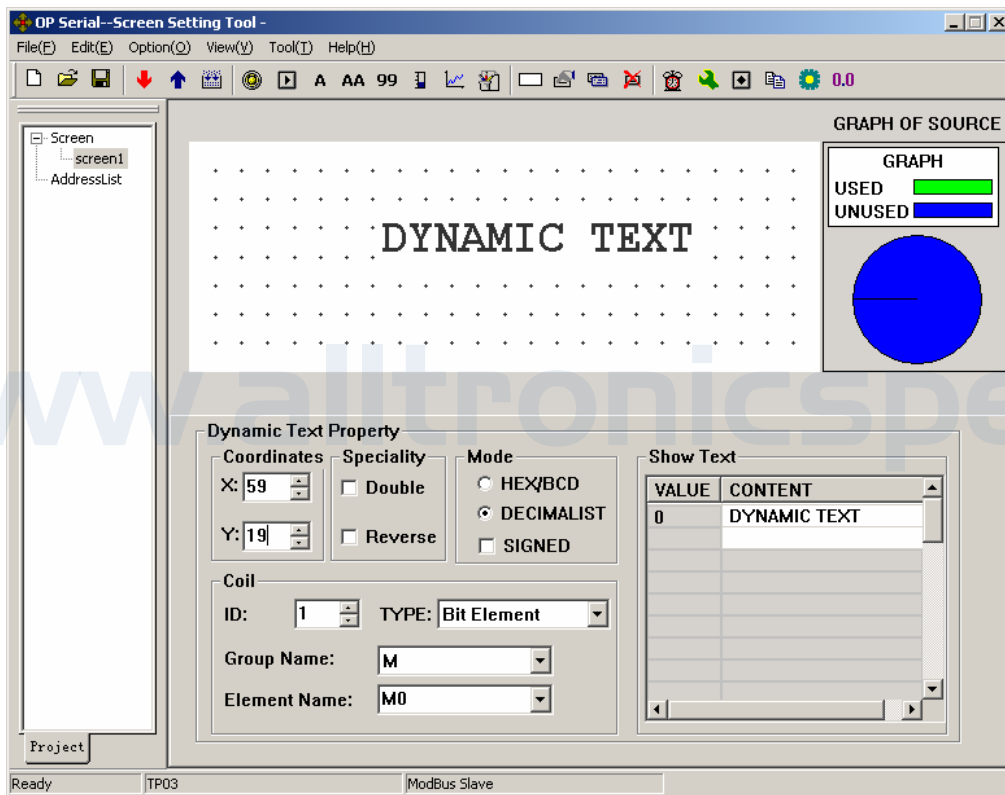 OP Serial--Screen Setting Tool -
File(F) Edit(E) Option(O) View(V) Tool(T) Help(H)
A AA 99 0.0
Screen
screen1
AddressList
GRAPH OF SOURCE
GRAPH
USED
UNUSED
DYNAMIC TEXT
www.alltronicspe
Dynamic Text Property
Coordinates
X: 59
Y: 19
Speciality
Double
Reverse
Mode
HEX/BCD
DECIMALIST
SIGNED
Show Text
VALUE CONTENT
0 DYNAMIC TEXT
Coil
ID: 1 TYPE: Bit Element
Group Name: M
Element Name: M0
Project
Ready TP03 ModBus Slave